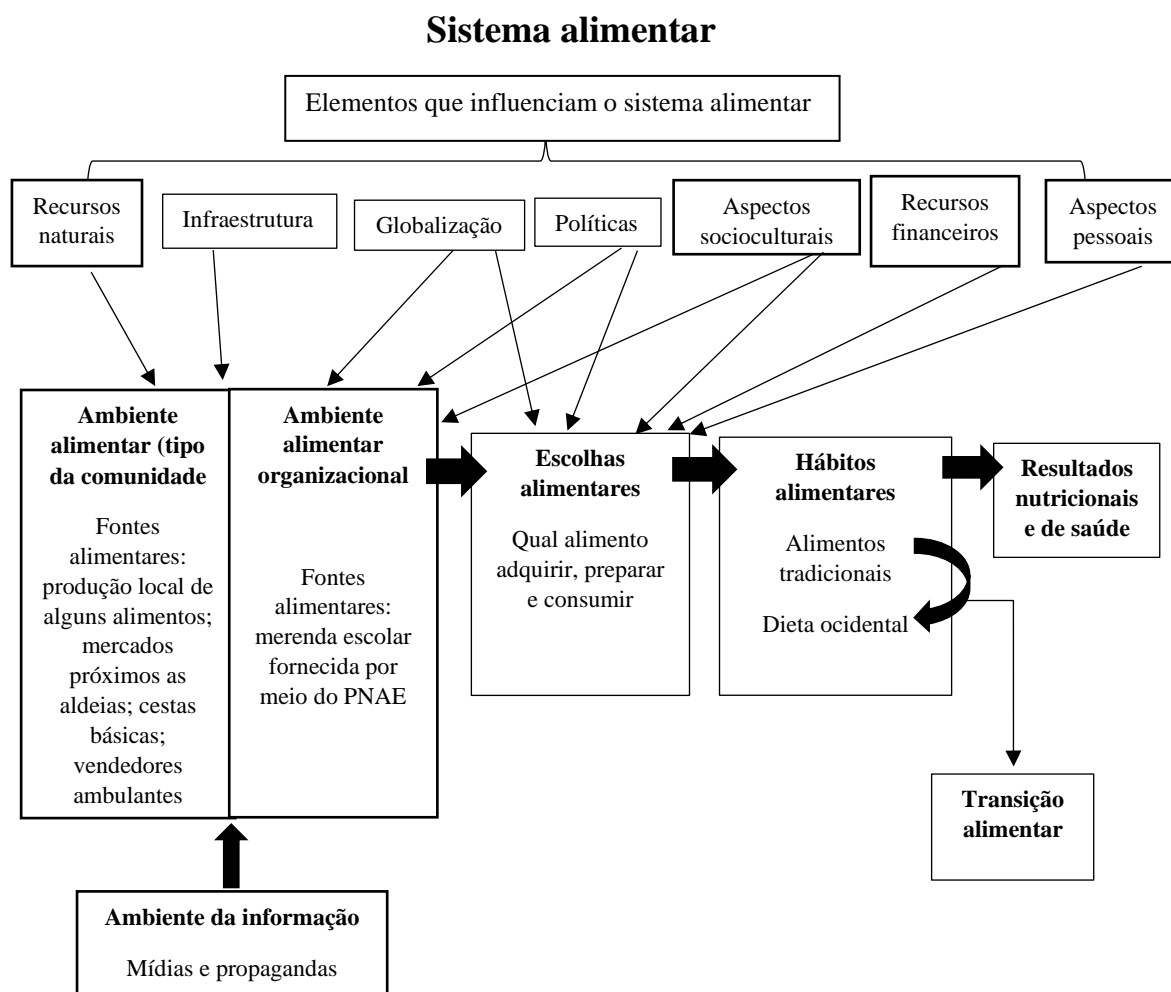 Sistema alimentar
Elementos que influenciam o sistema alimentar
Recursos
naturais
Infraestrutura
Globalização
Políticas
Aspectos
socioculturais
Recursos
financeiros
Aspectos
pessoais
Ambiente
alimentar (tipo
da comunidade
Fontes
alimentares:
produção local de
alguns alimentos;
mercados
próximos as
aldeias; cestas
básicas;
vendedores
ambulantes
Ambiente
alimentar
organizacional
Fontes
alimentares:
merenda escolar
fornecida por
meio do PNAE
Escolhas
alimentares
Qual alimento
adquirir, preparar
e consumir
Hábitos
alimentares
Alimentos
tradicionais
Dieta ocidental
Resultados
nutricionais
e de saúde
Transição
alimentar
Ambiente da informação
Mídias e propagandas